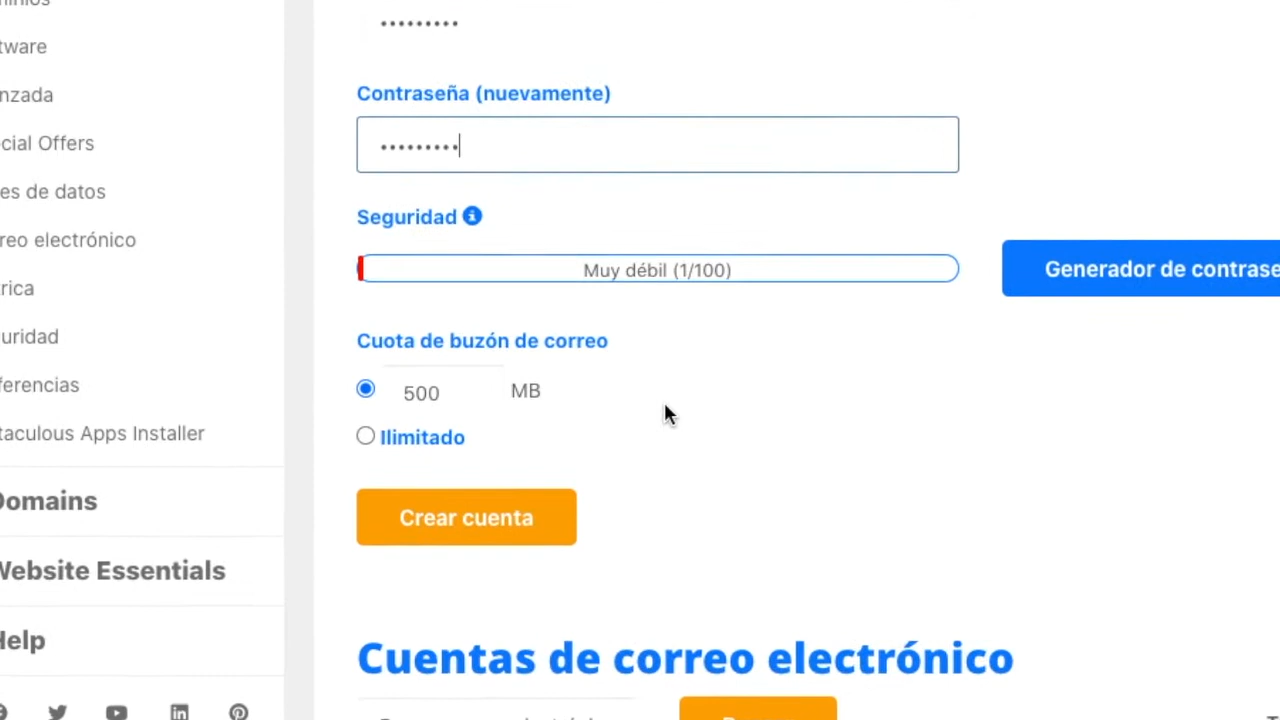 tware
nzada
cial Offers
es de datos
reo electrónico
rica
uridad
ferencias
taculous Apps Installer
Domains
Website Essentials
Help
•••••••••
Contraseña (nuevamente)
•••••••••
Seguridad
Muy débil (1/100)
Generador de contrase
Cuota de buzón de correo
500 MB
Ilimitado
Crear cuenta
Cuentas de correo electrónico